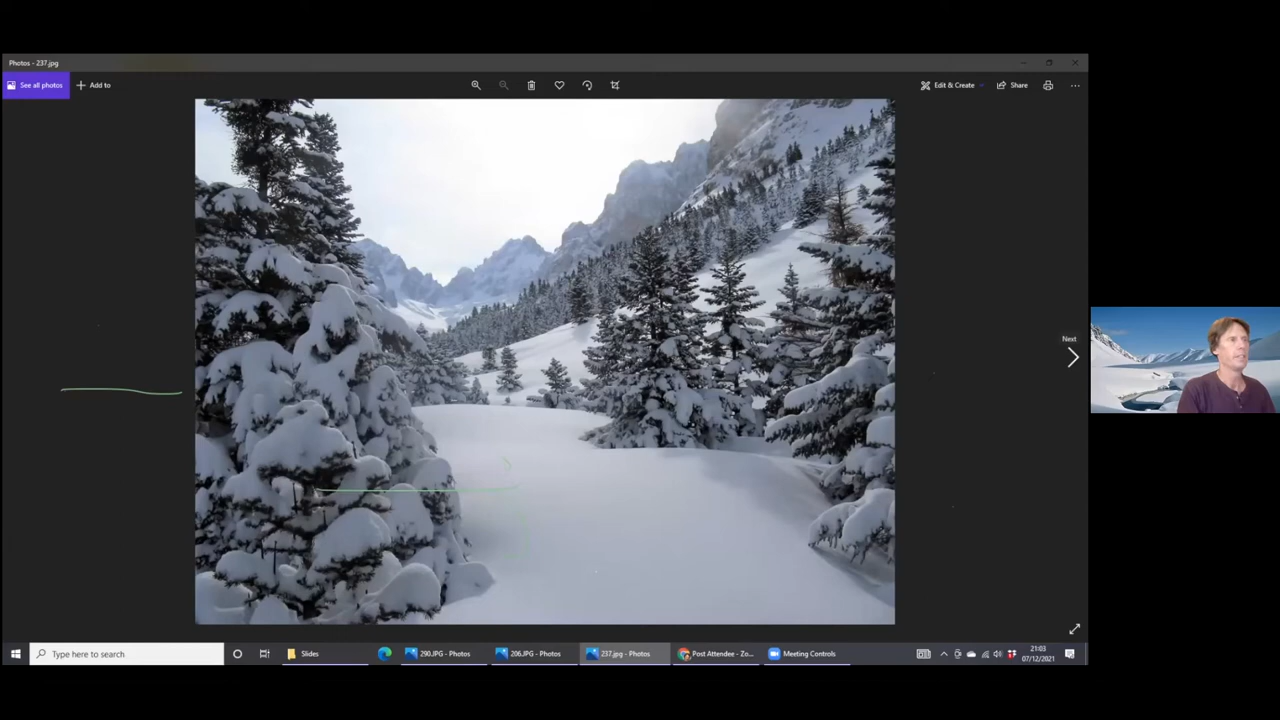 Photos - 237.jpg
See all photos
Add to
Edit & Create
Share
Next
Type here to search
Slides
290.JPG - Photos
206.JPG - Photos
237.jpg - Photos
Post Attendee - Zo...
Meeting Controls
21:03
07/12/2021